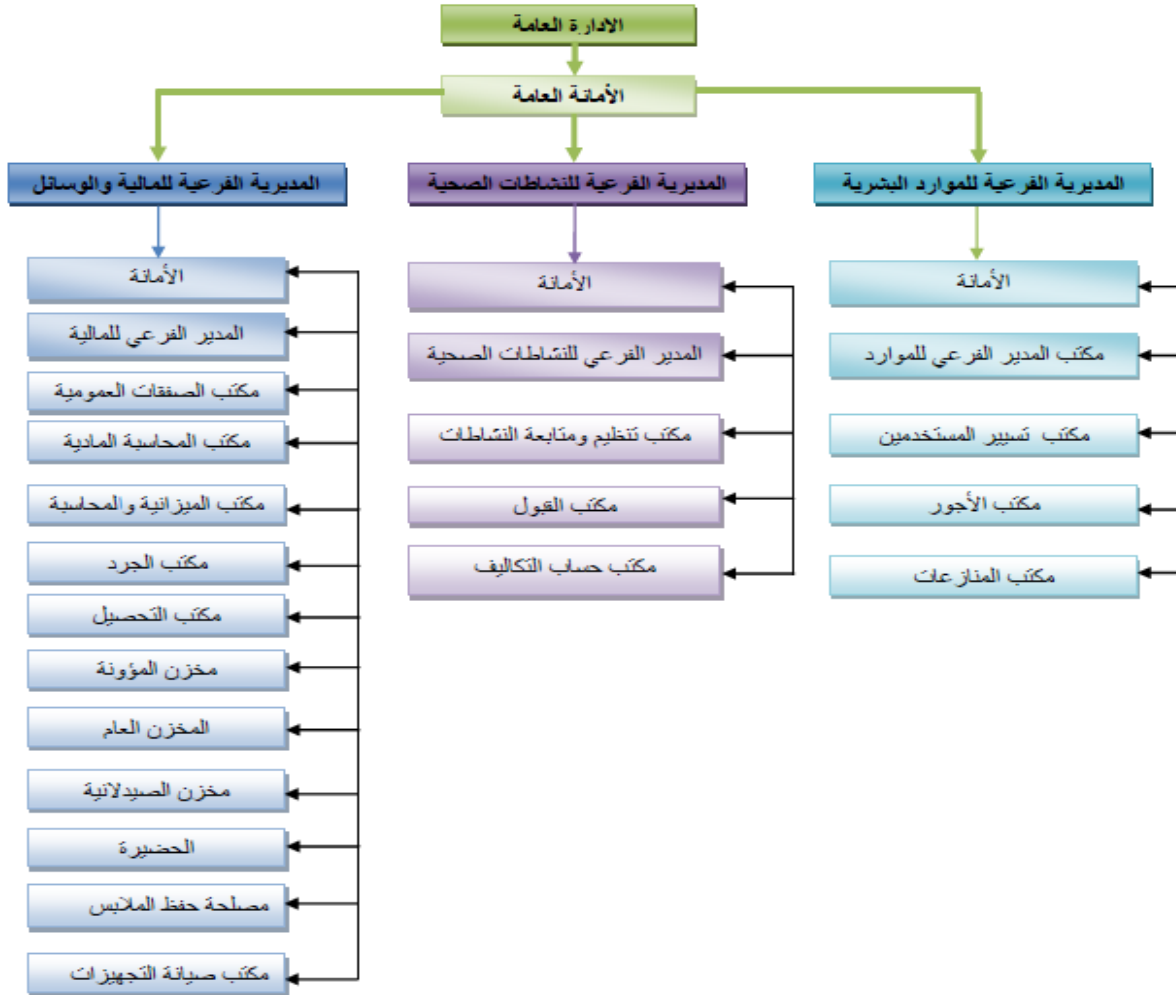 الادارة العامة
الأمانة العامة
المديرية الفرعية للموارد البشرية
الأمانة
مكتب المدير الفرعي للموارد
مكتب تسيير المستخدمين
مكتب الأجور
مكتب المنازعات
المديرية الفرعية للنشاطات الصحية
الأمانة
المدير الفرعي للنشاطات الصحية
مكتب تنظيم ومتابعة النشاطات
مكتب القبول
مكتب حساب التكاليف
المديرية الفرعية للمالية والوسائل
الأمانة
المدير الفرعي للمالية
مكتب الصفقات العمومية
مكتب المحاسبة المادية
مكتب الميزانية والمحاسبة
مكتب الجرد
مكتب التحصيل
مخزن المؤونة
المخزن العام
مخزن الصيدلانية
الحضيرة
مصلحة حفظ الملابس
مكتب صيانة التجهيزات